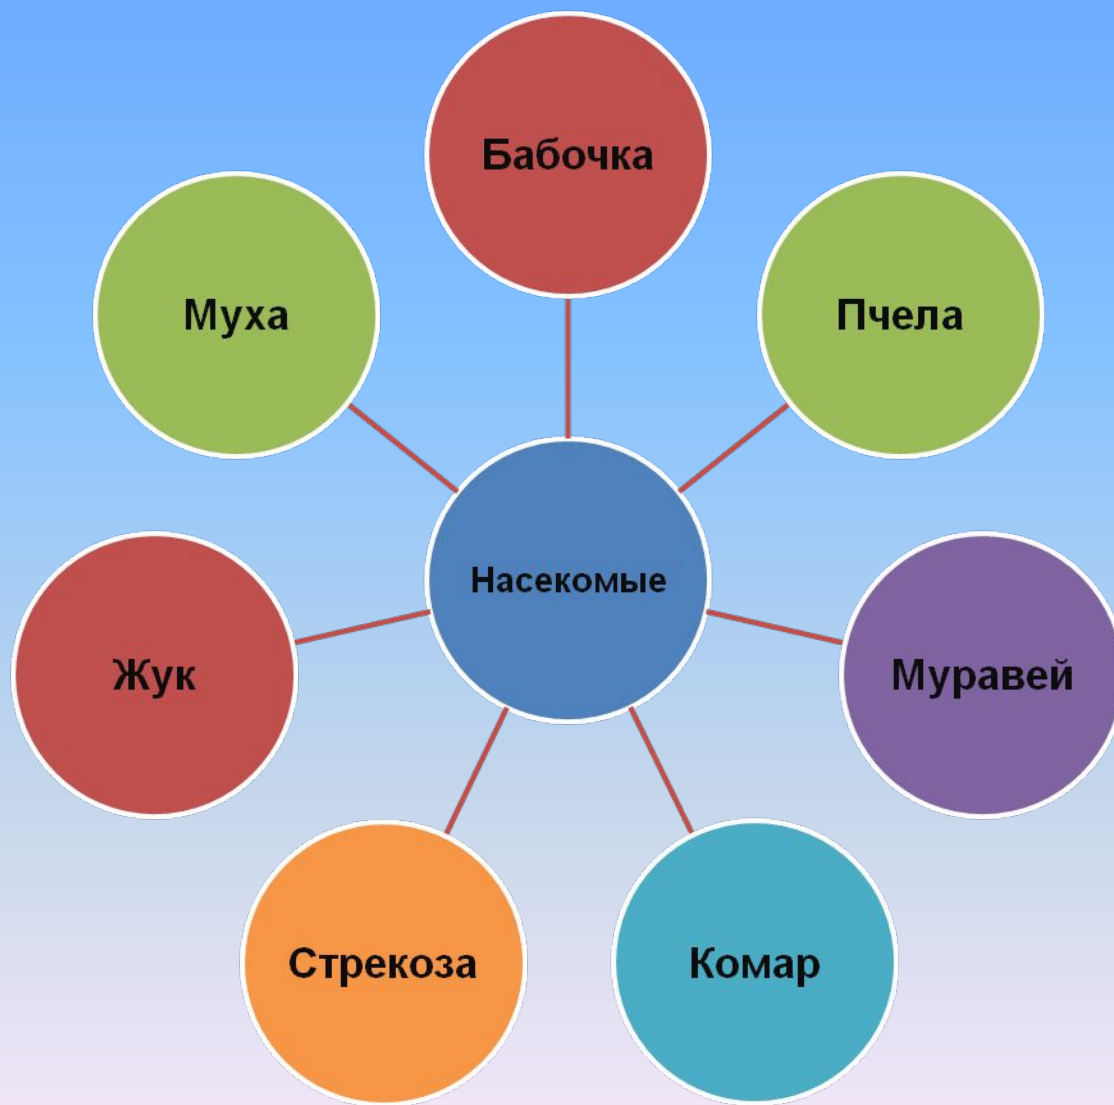 Бабочка
Пчела
Муравей
Комар
Стрекоза
Жук
Муха
Насекомые